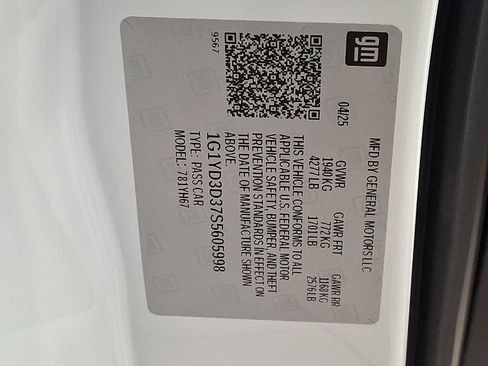 gm
MFD BY GENERAL MOTORS LLC
04/25
GVWR GAWR FRT GAWR RR
1940 KG 772 KG 1168 KG
4277 LB 1701 LB 2576 LB
THIS VEHICLE CONFORMS TO ALL
APPLICABLE U.S. FEDERAL MOTOR
VEHICLE SAFETY, BUMPER, AND THEFT
PREVENTION STANDARDS IN EFFECT ON
THE DATE OF MANUFACTURE SHOWN
ABOVE.
1G1YD3D37S5605998
TYPE: PASS CAR
MODEL: 781YH67
9567